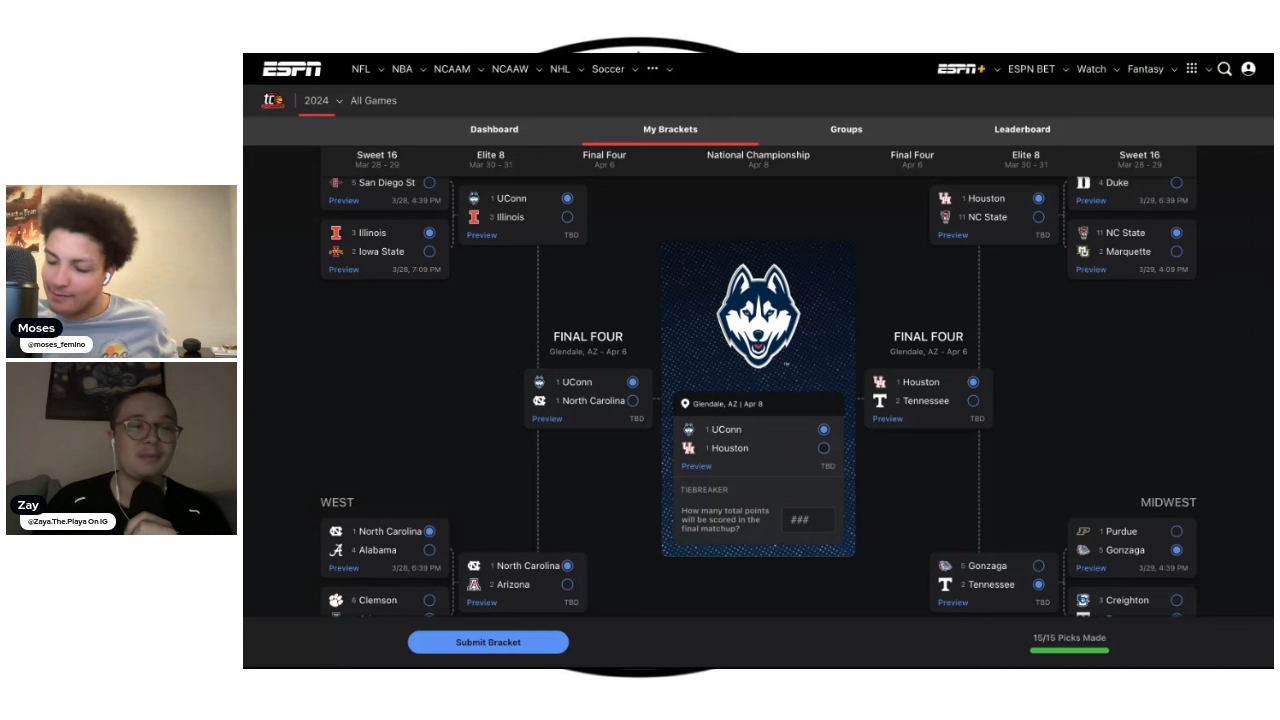 ESPN
NFL NBA NCAAM NCAAW NHL Soccer ...
ESPN+ ESPN BET Watch Fantasy
tc 2024 All Games
Dashboard My Brackets Groups Leaderboard
Sweet 16 Elite 8 Final Four National Championship Final Four Elite 8 Sweet 16
Mar 28 - 29 Mar 30 - 31 Apr 6 Apr 8 Apr 6 Mar 30 - 31 Mar 28 - 29
5 San Diego St
Preview 3/28, 4:39 PM
3 Illinois
2 Iowa State
Preview 3/28, 7:09 PM
1 UConn
3 Illinois
Preview TBD
1 Houston
11 NC State
Preview TBD
4 Duke
Preview 3/29, 6:39 PM
11 NC State
2 Marquette
Preview 3/29, 4:09 PM
FINAL FOUR
Glendale, AZ - Apr 6
1 UConn
1 North Carolina
Preview TBD
TM
Glendale, AZ | Apr 8
1 UConn
1 Houston
Preview TBD
TIEBREAKER
How many total points
will be scored in the
final matchup?
###
FINAL FOUR
Glendale, AZ - Apr 6
1 Houston
2 Tennessee
Preview TBD
WEST
1 North Carolina
4 Alabama
Preview 3/28, 6:39 PM
6 Clemson
1 North Carolina
2 Arizona
Preview TBD
5 Gonzaga
2 Tennessee
Preview TBD
MIDWEST
1 Purdue
5 Gonzaga
Preview 3/29, 4:39 PM
3 Creighton
Submit Bracket
15/15 Picks Made
Moses
@moses_femino
Zay
@Zaya.The.Playa On IG